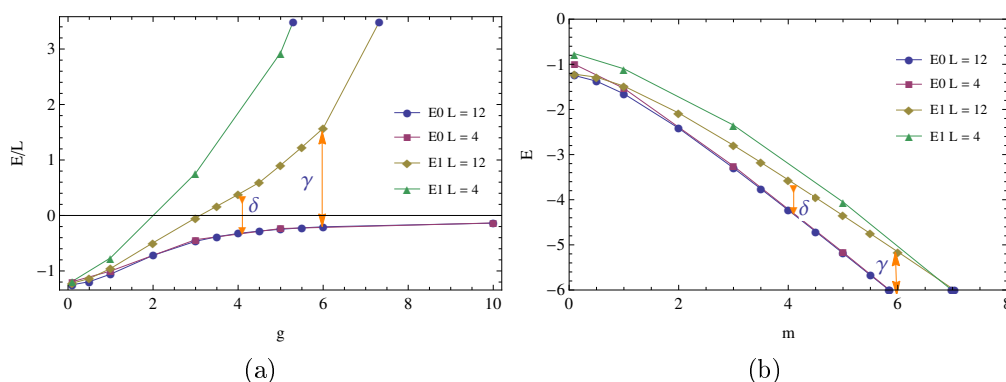 3
2
1
0
−1
E/L
0
2
4
6
8
10
g
E0 L = 12
E0 L = 4
E1 L = 12
E1 L = 4
δ
γ
(a)
0
−1
−2
−3
−4
−5
−6
E
0
2
4
6
8
m
E0 L = 12
E0 L = 4
E1 L = 12
E1 L = 4
δ
γ
(b)